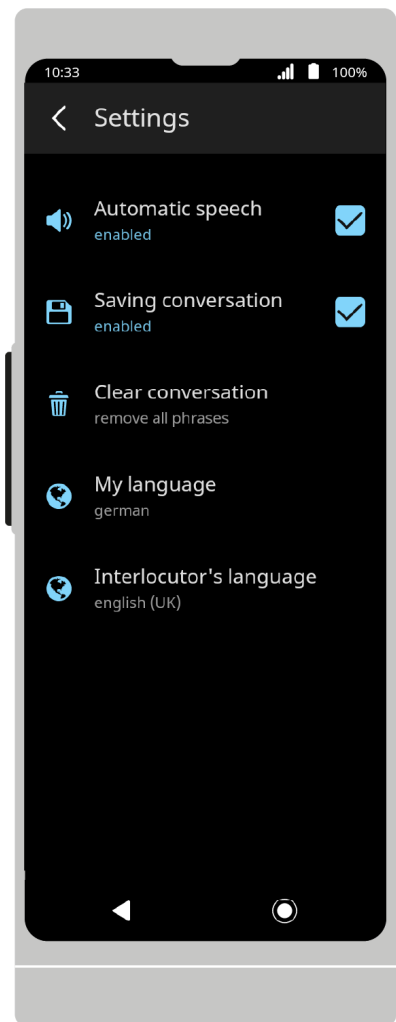 10:33 100%
Settings
Automatic speech
enabled
Saving conversation
enabled
Clear conversation
remove all phrases
My language
german
Interlocutor's language
english (UK)